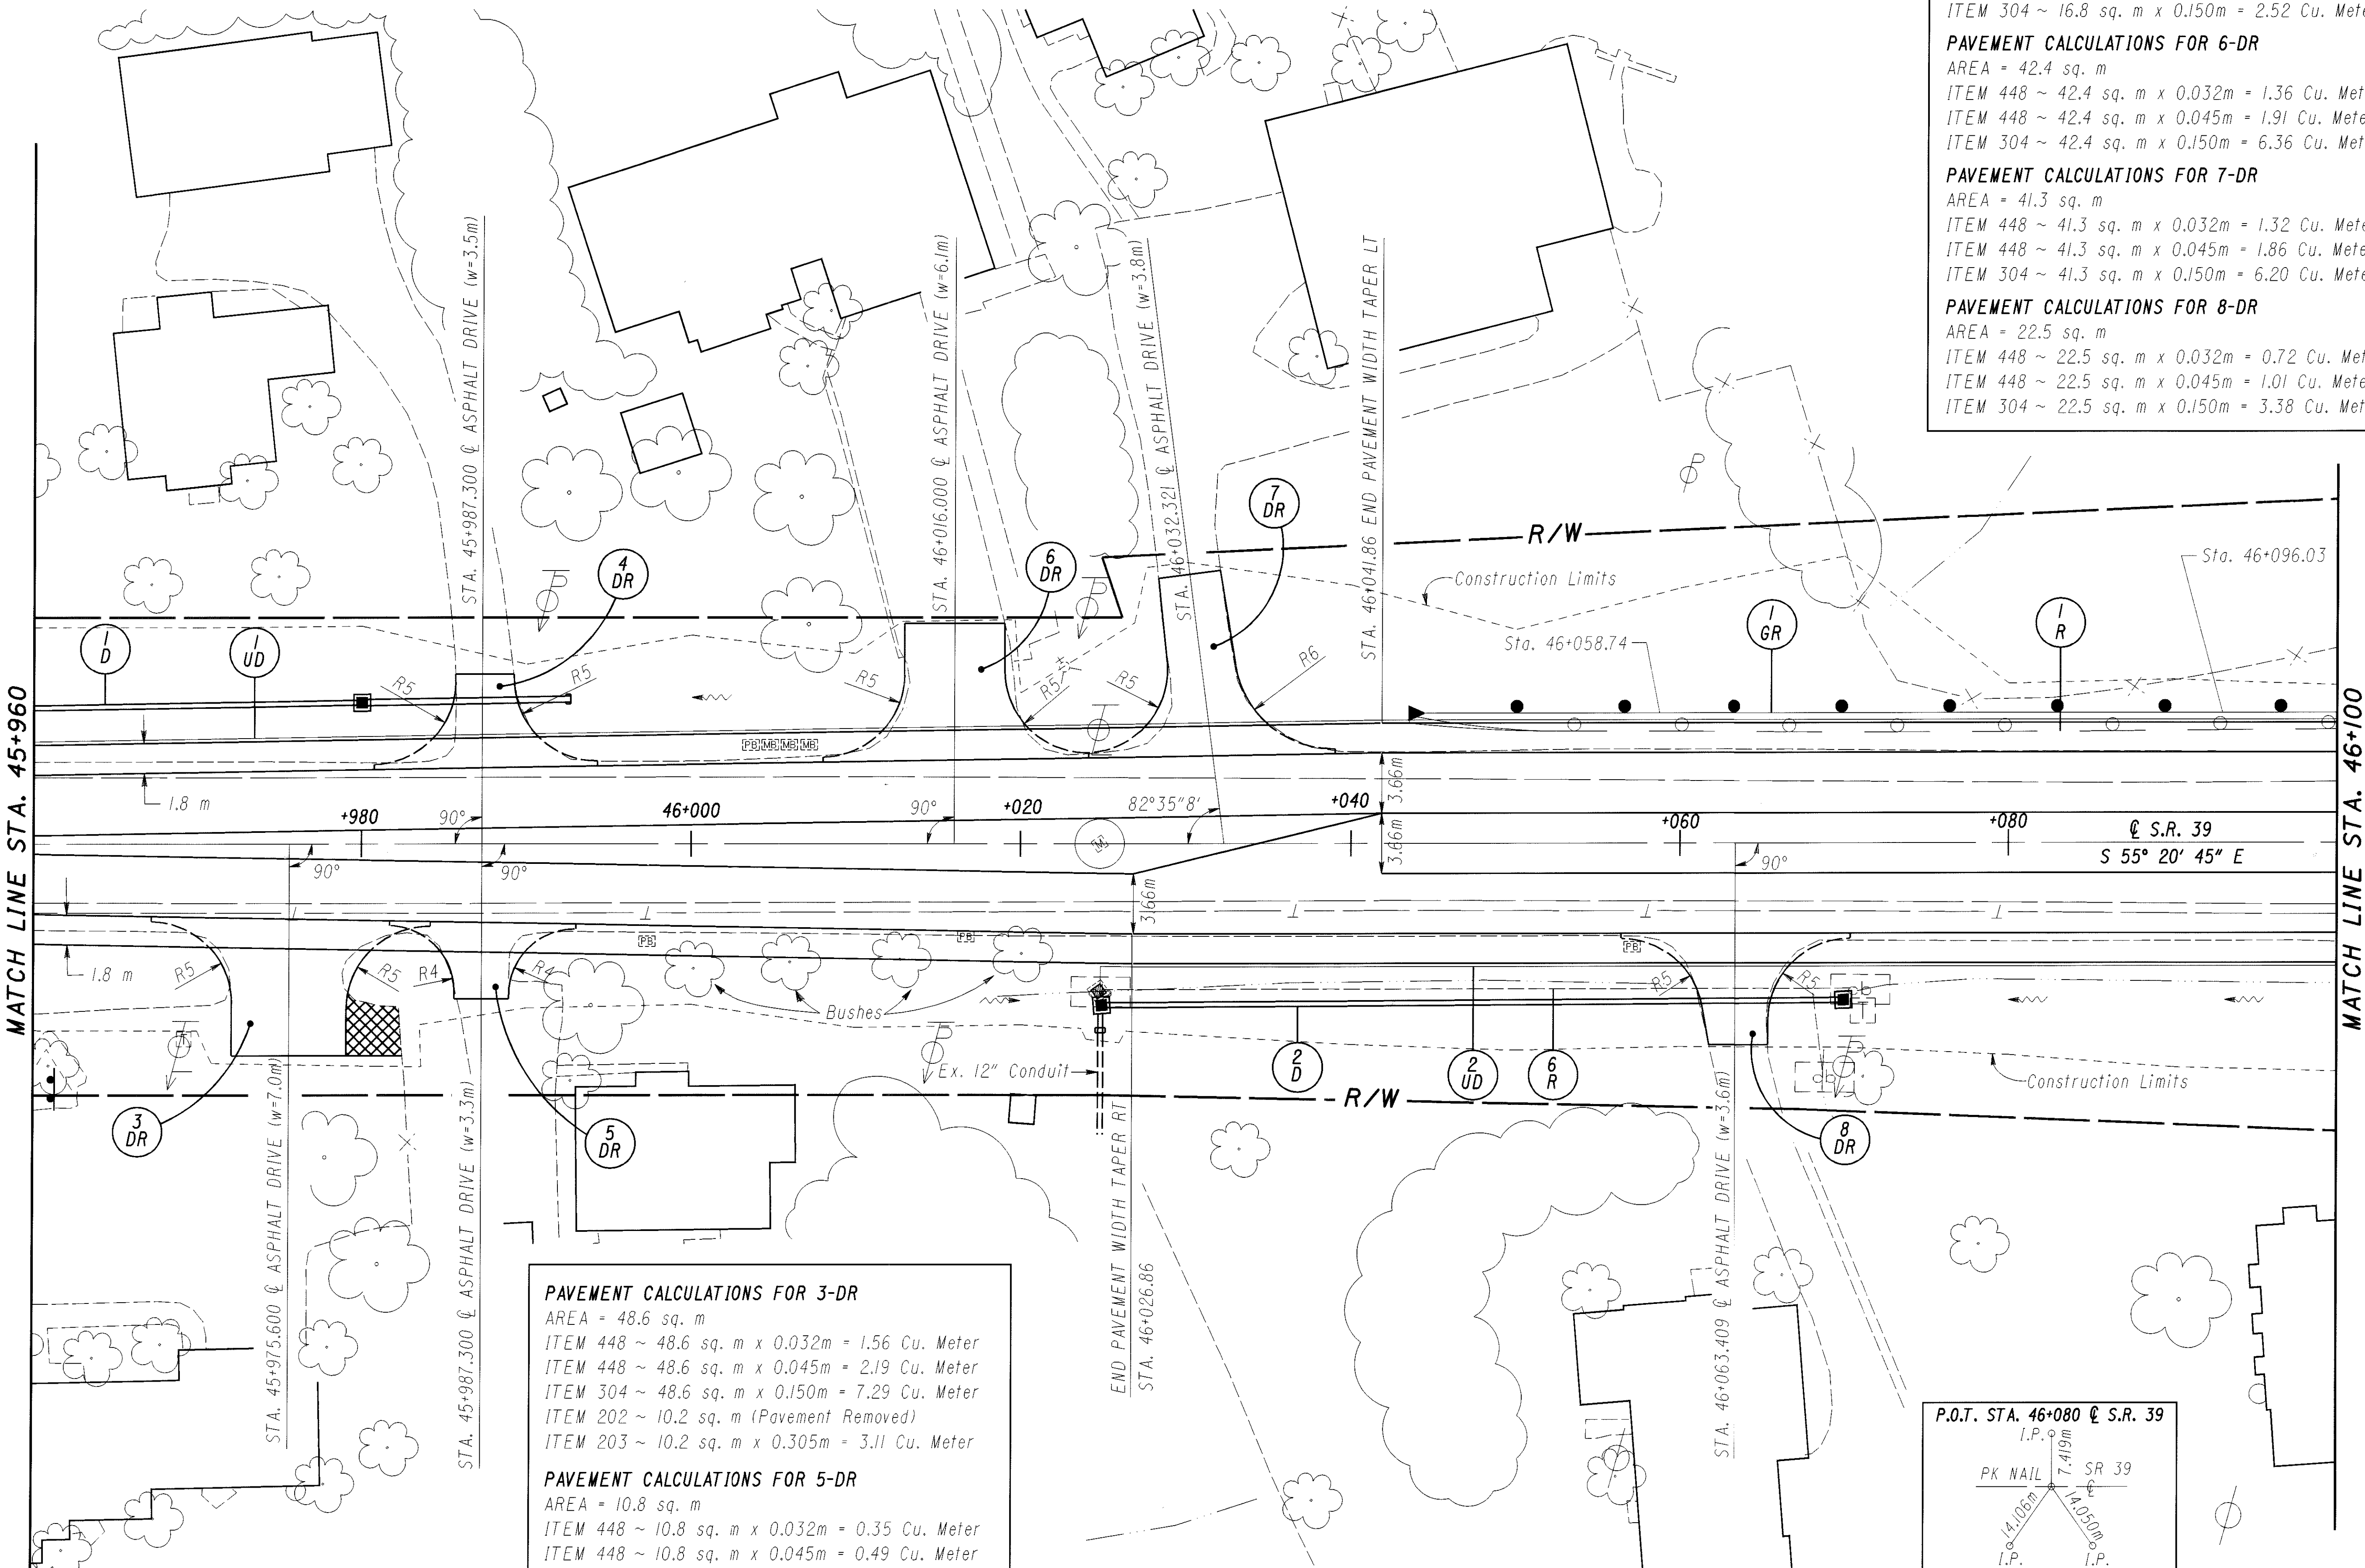 ITEM 304 ~ 16.8 sq. m x 0.150m = 2.52 Cu. Mete
PAVEMENT CALCULATIONS FOR 6-DR
AREA = 42.4 sq. m
ITEM 448 ~ 42.4 sq. m x 0.032m = 1.36 Cu. Met
ITEM 448 ~ 42.4 sq. m x 0.045m = 1.91 Cu. Mete
ITEM 304 ~ 42.4 sq. m x 0.150m = 6.36 Cu. Met
PAVEMENT CALCULATIONS FOR 7-DR
AREA = 41.3 sq. m
ITEM 448 ~ 41.3 sq. m x 0.032m = 1.32 Cu. Mete
ITEM 448 ~ 41.3 sq. m x 0.045m = 1.86 Cu. Mete
ITEM 304 ~ 41.3 sq. m x 0.150m = 6.20 Cu. Mete
PAVEMENT CALCULATIONS FOR 8-DR
AREA = 22.5 sq. m
ITEM 448 ~ 22.5 sq. m x 0.032m = 0.72 Cu. Met
ITEM 448 ~ 22.5 sq. m x 0.045m = 1.01 Cu. Mete
ITEM 304 ~ 22.5 sq. m x 0.150m = 3.38 Cu. Met
STA. 45+987.300 ℄ ASPHALT DRIVE (w=3.5m)
STA. 46+016.000 ℄ ASPHALT DRIVE (w=6.1m)
STA. 46+032.321 ℄ ASPHALT DRIVE (w=3.8m)
STA. 46+041.86 END PAVEMENT WIDTH TAPER LT
MATCH LINE STA. 45+960
MATCH LINE STA. 46+100
1
D
1
UD
4
DR
6
DR
7
DR
R/W
Construction Limits
Sta. 46+096.03
Sta. 46+058.74
1
GR
1
R
R5
R5
R5
R5
R5
R6
PB MB MB MB
1.8 m
+980
90°
46+000
90°
+020
82°35"8'
+040
3.66m
3.66m
+060
+080
℄ S.R. 39
S 55° 20' 45" E
M
90°
90°
90°
3.66m
1.8 m
R5
R5
R4
R4
PB
PB
PB
R5
R5
Bushes
Ex. 12" Conduit
2
D
2
UD
6
R
R/W
Construction Limits
3
DR
5
DR
8
DR
STA. 45+975.600 ℄ ASPHALT DRIVE (w=7.0m)
STA. 45+987.300 ℄ ASPHALT DRIVE (w=3.3m)
END PAVEMENT WIDTH TAPER RT
STA. 46+026.86
STA. 46+063.409 ℄ ASPHALT DRIVE (w=3.6m)
PAVEMENT CALCULATIONS FOR 3-DR
AREA = 48.6 sq. m
ITEM 448 ~ 48.6 sq. m x 0.032m = 1.56 Cu. Meter
ITEM 448 ~ 48.6 sq. m x 0.045m = 2.19 Cu. Meter
ITEM 304 ~ 48.6 sq. m x 0.150m = 7.29 Cu. Meter
ITEM 202 ~ 10.2 sq. m (Pavement Removed)
ITEM 203 ~ 10.2 sq. m x 0.305m = 3.11 Cu. Meter
PAVEMENT CALCULATIONS FOR 5-DR
AREA = 10.8 sq. m
ITEM 448 ~ 10.8 sq. m x 0.032m = 0.35 Cu. Meter
ITEM 448 ~ 10.8 sq. m x 0.045m = 0.49 Cu. Meter
P.O.T. STA. 46+080 ℄ S.R. 39
I.P.
7.419m
PK NAIL
SR 39
℄
14.106m
14.050m
I.P.
I.P.